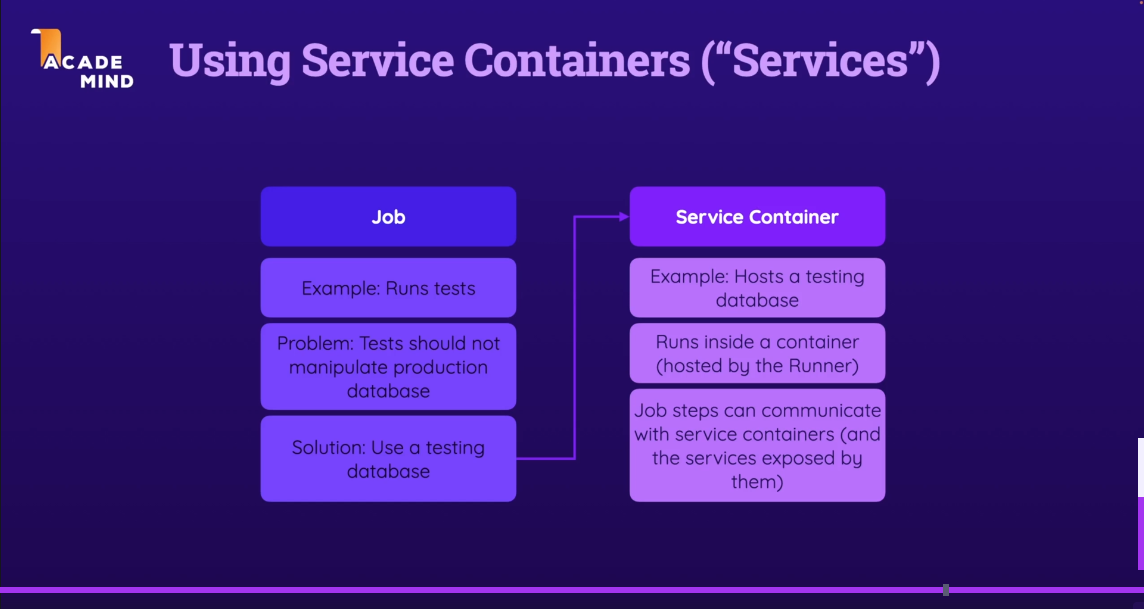 ACADE
MIND
Using Service Containers (“Services”)
Job
Example: Runs tests
Problem: Tests should not
manipulate production
database
Solution: Use a testing
database
Service Container
Example: Hosts a testing
database
Runs inside a container
(hosted by the Runner)
Job steps can communicate
with service containers (and
the services exposed by
them)